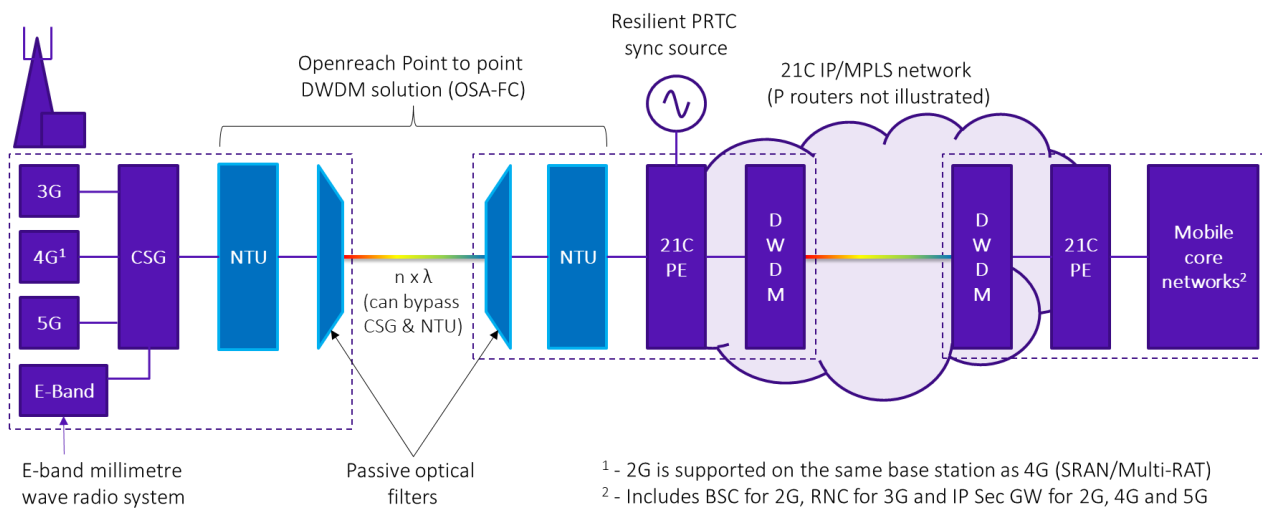 Resilient PRTC
sync source
Openreach Point to point
DWDM solution (OSA-FC)
21C IP/MPLS network
(P routers not illustrated)
3G
4G¹
5G
E-Band
CSG
NTU
n x λ
(can bypass
CSG & NTU)
NTU
21C
PE
D
W
D
M
D
W
D
M
21C
PE
Mobile
core
networks²
E-band millimetre
wave radio system
Passive optical
filters
¹ - 2G is supported on the same base station as 4G (SRAN/Multi-RAT)
² - Includes BSC for 2G, RNC for 3G and IP Sec GW for 2G, 4G and 5G